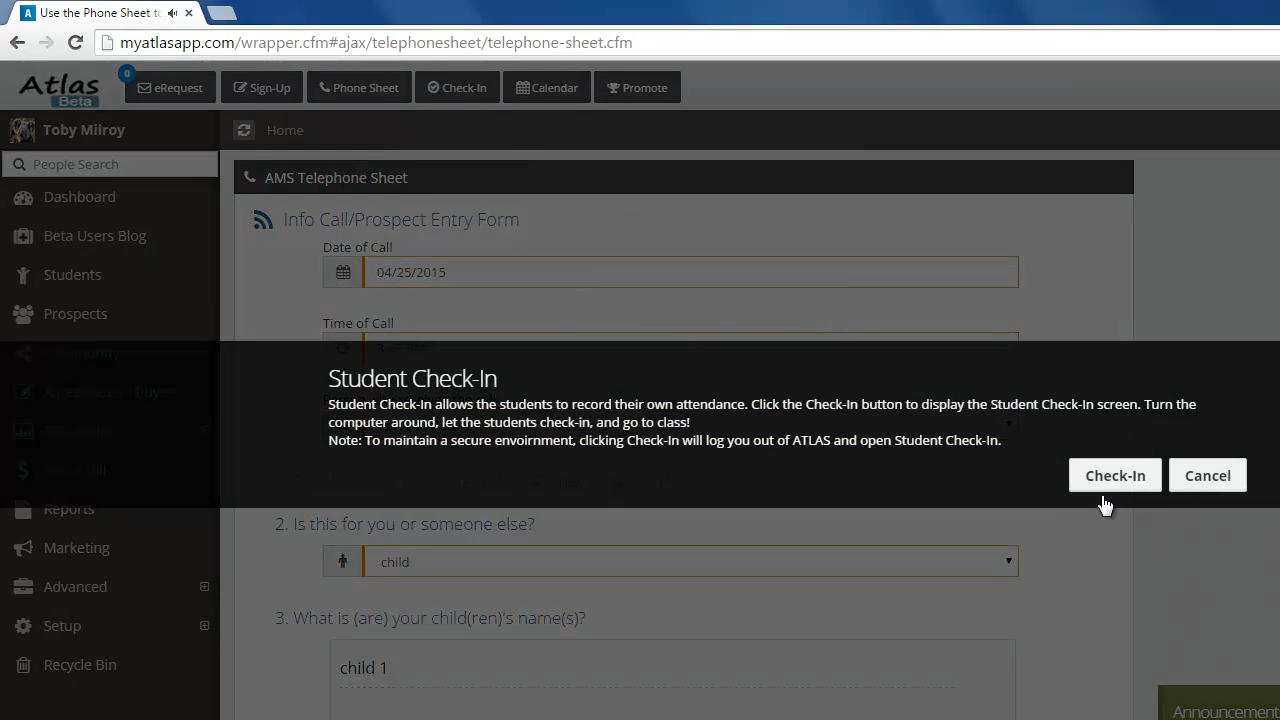 Use the Phone Sheet to
myatlasapp.com/wrapper.cfm#ajax/telephonesheet/telephone-sheet.cfm
Atlas
Beta
0
eRequest
Sign-Up
Phone Sheet
Check-In
Calendar
Promote
Toby Milroy
Home
People Search
Dashboard
Beta Users Blog
Students
Prospects
Reports
Marketing
Advanced
Setup
Recycle Bin
AMS Telephone Sheet
Info Call/Prospect Entry Form
Date of Call
04/25/2015
Time of Call
Student Check-In
Student Check-In allows the students to record their own attendance. Click the Check-In button to display the Student Check-In screen. Turn the
computer around, let the students check-in, and go to class!
Note: To maintain a secure envoirnment, clicking Check-In will log you out of ATLAS and open Student Check-In.
Check-In
Cancel
2. Is this for you or someone else?
child
3. What is (are) your child(ren)'s name(s)?
child 1
Announcement